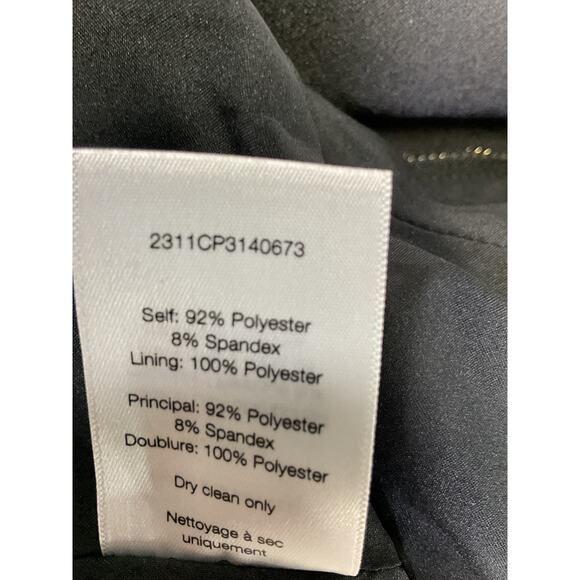 2311CP3140673
Self: 92% Polyester
8% Spandex
Lining: 100% Polyester
Principal: 92% Polyester
8% Spandex
Doublure: 100% Polyester
Dry clean only
Nettoyage à sec
uniquement